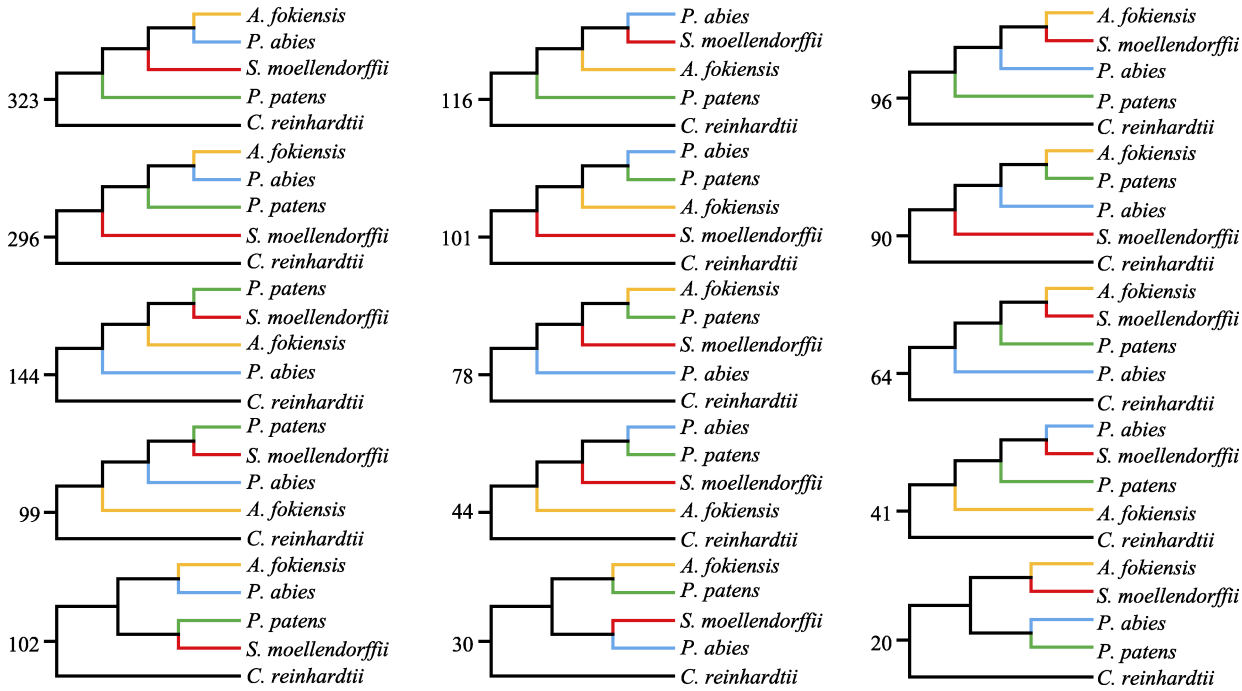 A. fokiensis
P. abies
S. moellendorffii
P. patens
C. reinhardtii
323
P. abies
S. moellendorffii
A. fokiensis
P. patens
C. reinhardtii
116
A. fokiensis
S. moellendorffii
P. abies
P. patens
C. reinhardtii
96
A. fokiensis
P. abies
P. patens
S. moellendorffii
C. reinhardtii
296
P. abies
P. patens
A. fokiensis
S. moellendorffii
C. reinhardtii
101
A. fokiensis
P. patens
P. abies
S. moellendorffii
C. reinhardtii
90
P. patens
S. moellendorffii
A. fokiensis
P. abies
C. reinhardtii
144
A. fokiensis
P. patens
S. moellendorffii
P. abies
C. reinhardtii
78
A. fokiensis
S. moellendorffii
P. patens
P. abies
C. reinhardtii
64
P. patens
S. moellendorffii
P. abies
A. fokiensis
C. reinhardtii
99
P. abies
P. patens
S. moellendorffii
A. fokiensis
C. reinhardtii
44
P. abies
S. moellendorffii
P. patens
A. fokiensis
C. reinhardtii
41
A. fokiensis
P. abies
P. patens
S. moellendorffii
C. reinhardtii
102
A. fokiensis
P. patens
S. moellendorffii
P. abies
C. reinhardtii
30
A. fokiensis
S. moellendorffii
P. abies
P. patens
C. reinhardtii
20